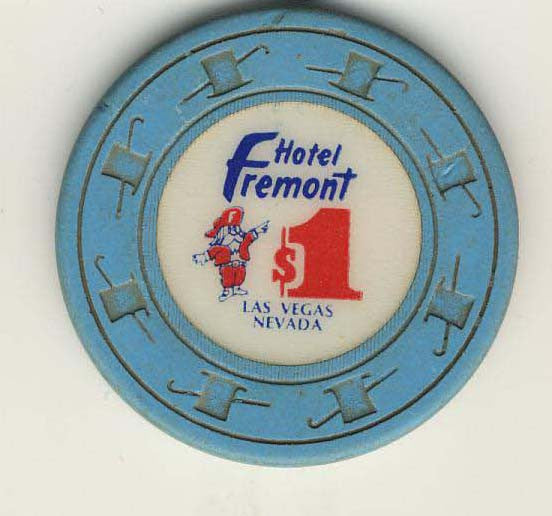 Hotel
Fremont
F
$1
LAS VEGAS
NEVADA